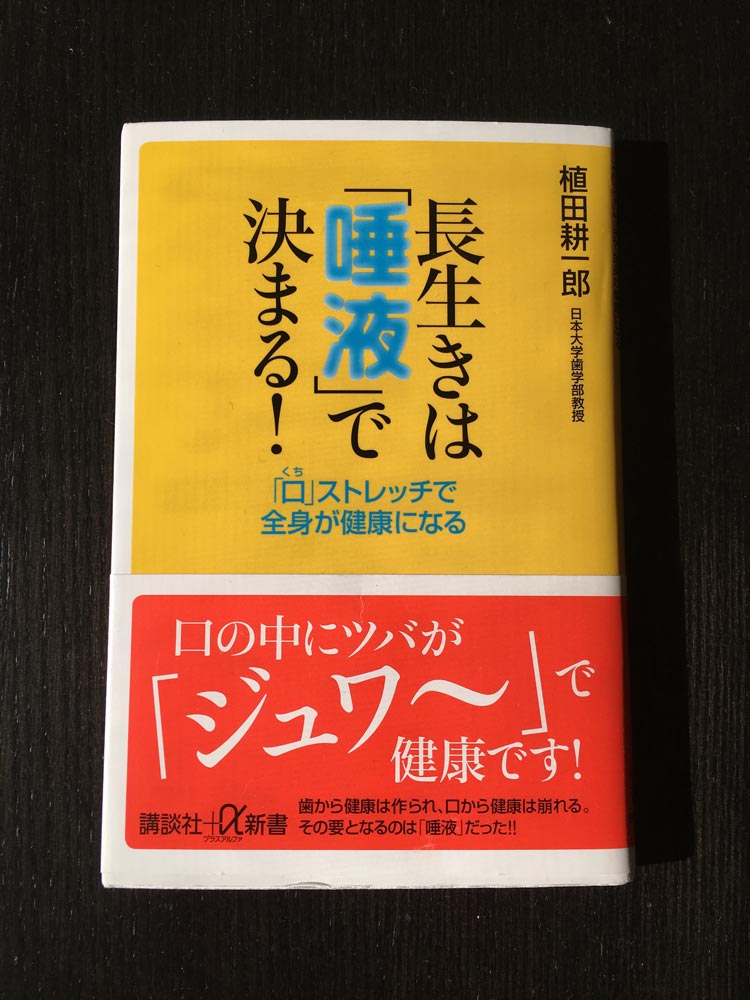 植田耕一郎
日本大学歯学部教授
長生きは
「唾液」で
決まる!
くち
「口」ストレッチで
全身が健康になる
口の中にツバが
「ジュワ〜」で
健康です!
講談社+α新書
プラスアルファ
歯から健康は作られ、口から健康は崩れる。
その要となるのは「唾液」だった!!